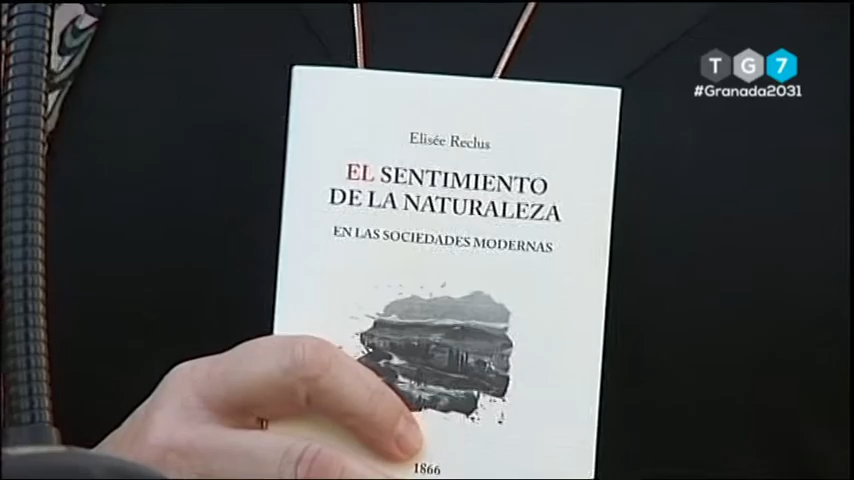 TG7
#Granada2031
Elisée Reclus
EL SENTIMIENTO
DE LA NATURALEZA
EN LAS SOCIEDADES MODERNAS
1866